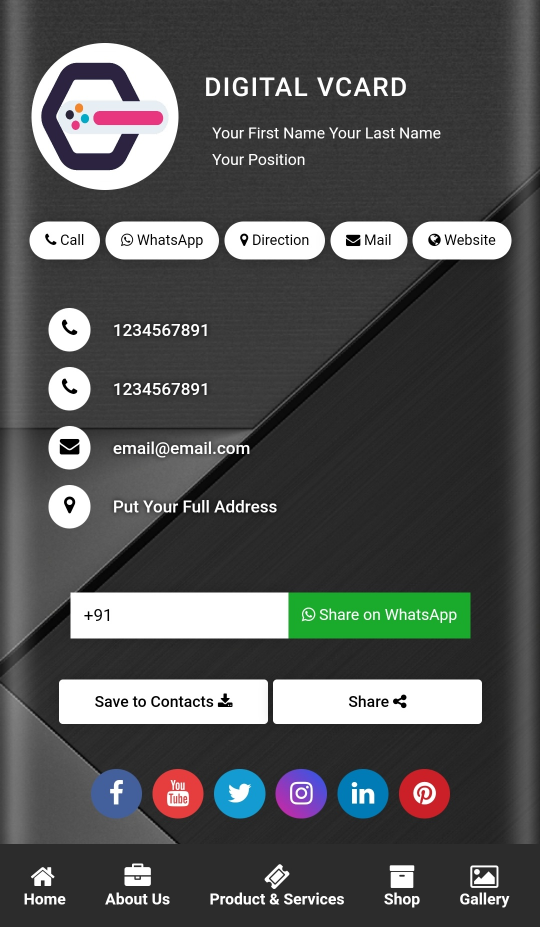 DIGITAL VCARD
Your First Name Your Last Name
Your Position
Call WhatsApp Direction Mail Website
1234567891
1234567891
email@email.com
Put Your Full Address
+91 Share on WhatsApp
Save to Contacts Share
You Tube
Home About Us Product & Services Shop Gallery